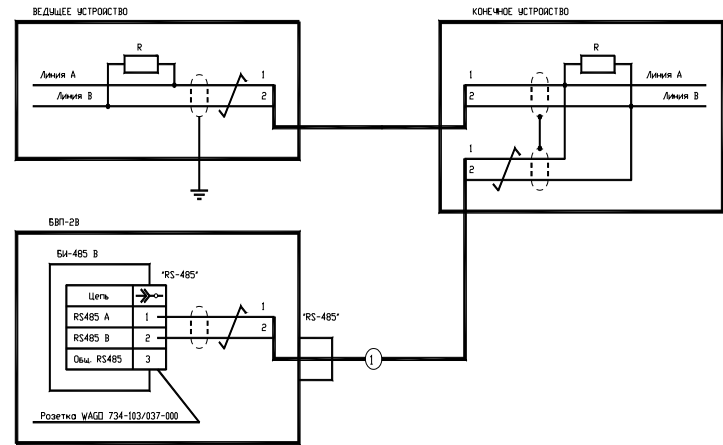 ВЕДУЩЕЕ УСТРОЙСТВО
R
Линия A
Линия B
1
2
КОНЕЧНОЕ УСТРОЙСТВО
R
1
2
Линия A
Линия B
1
2
БВП-2В
БИ-485 В
"RS-485"
Цепь
RS485 A 1
RS485 B 2
Общ. RS485 3
1
2
"RS-485"
1
Розетка WAGO 734-103/037-000